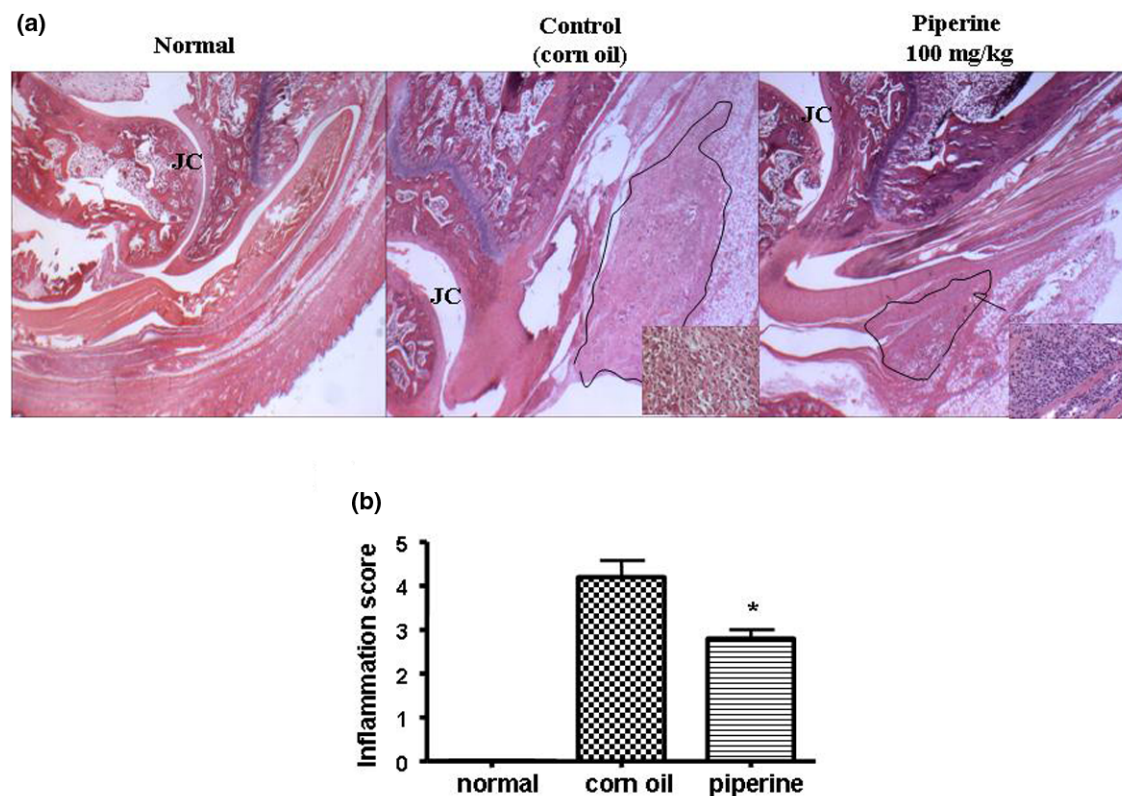 (a)
Normal
Control
(corn oil)
Piperine
100 mg/kg
JC
JC
JC
(b)
Inflammation score
5
4
3
2
1
0
*
normal
corn oil
piperine